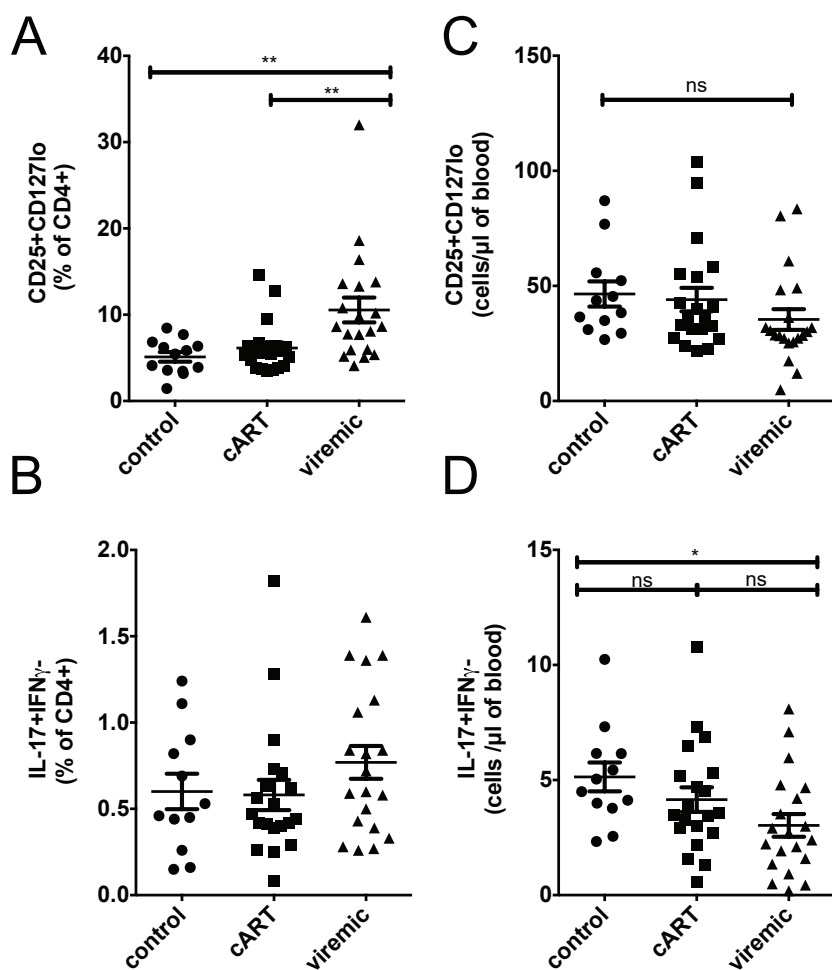 A
40
30
20
10
0
CD25+CD127lo
(% of CD4+)
**
**
control
cART
viremic
C
150
100
50
0
CD25+CD127lo
(cells/µl of blood)
ns
control
cART
viremic
B
2.0
1.5
1.0
0.5
0.0
IL-17+IFNγ-
(% of CD4+)
control
cART
viremic
D
15
10
5
0
IL-17+IFNγ-
(cells /µl of blood)
*
ns
ns
control
cART
viremic